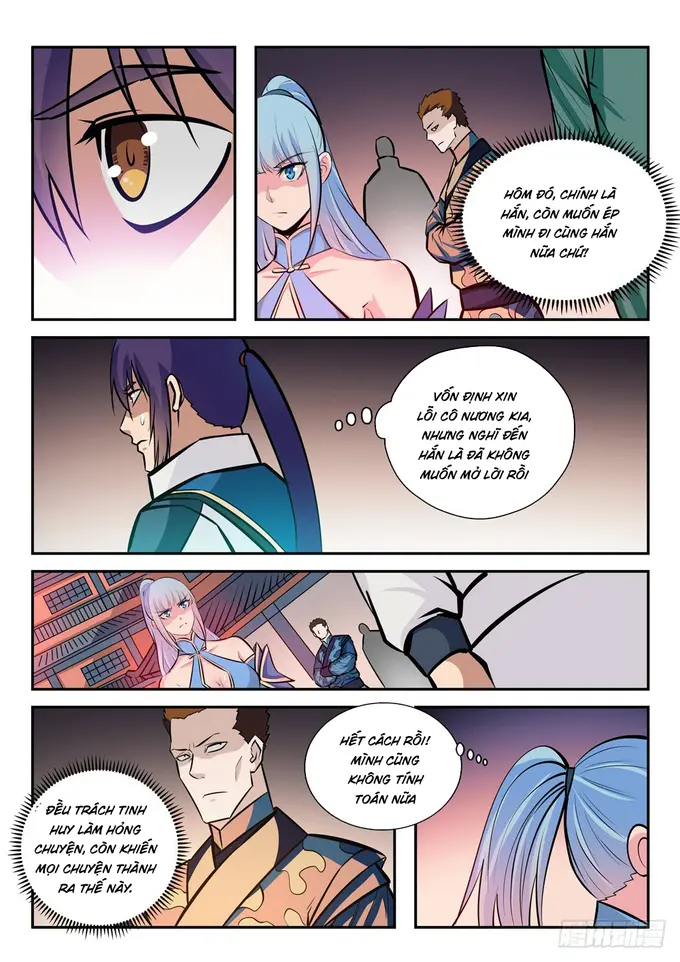 HÔM ĐÓ, CHÍNH LÀ
HẮN, CÒN MUỐN ÉP
MÌNH ĐI CÙNG HẮN
NỮA CHỨ!
VỐN ĐỊNH XIN
LỖI CÔ NƯƠNG KIA,
NHƯNG NGHĨ ĐẾN
HẮN LÀ ĐÃ KHÔNG
MUỐN MỞ LỜI RỒI
HẾT CÁCH RỒI!
MÌNH CŨNG
KHÔNG TÍNH
TOÁN NỮA
ĐỀU TRÁCH TINH
HUY LÀM HỎNG
CHUYỆN, CÒN KHIẾN
MỌI CHUYỆN THÀNH
RA THẾ NÀY.